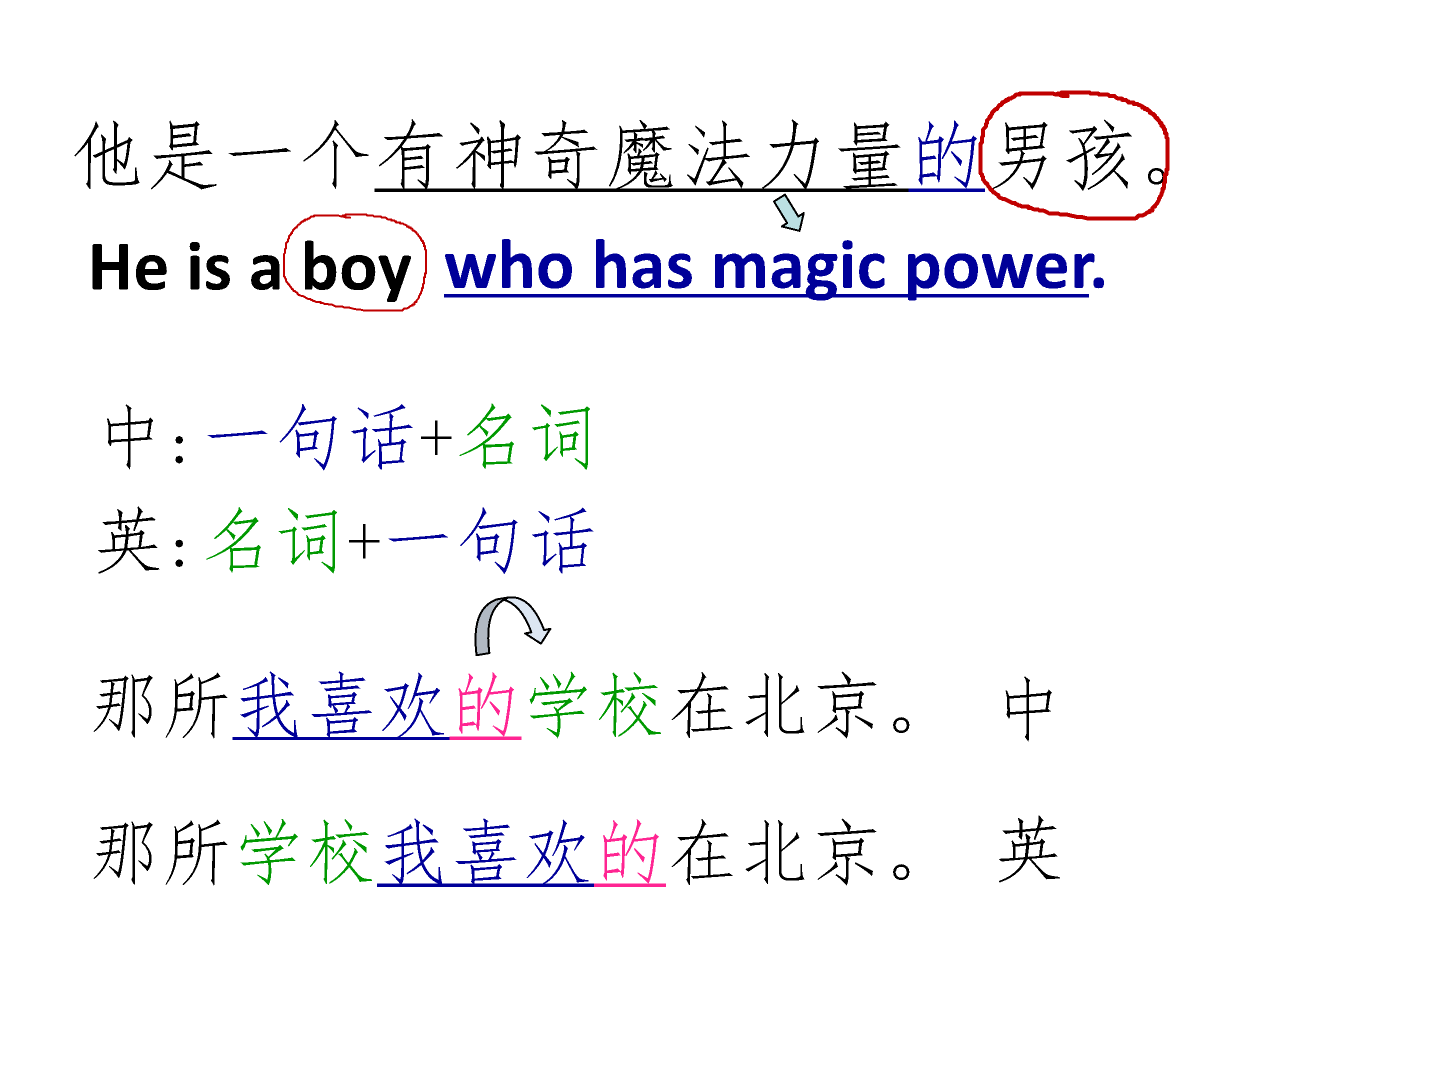 他是一个有神奇魔法力量的男孩。
He is a boy who has magic power.
中:一句话+名词
英:名词+一句话
那所我喜欢的学校在北京。 中
那所学校我喜欢的在北京。 英